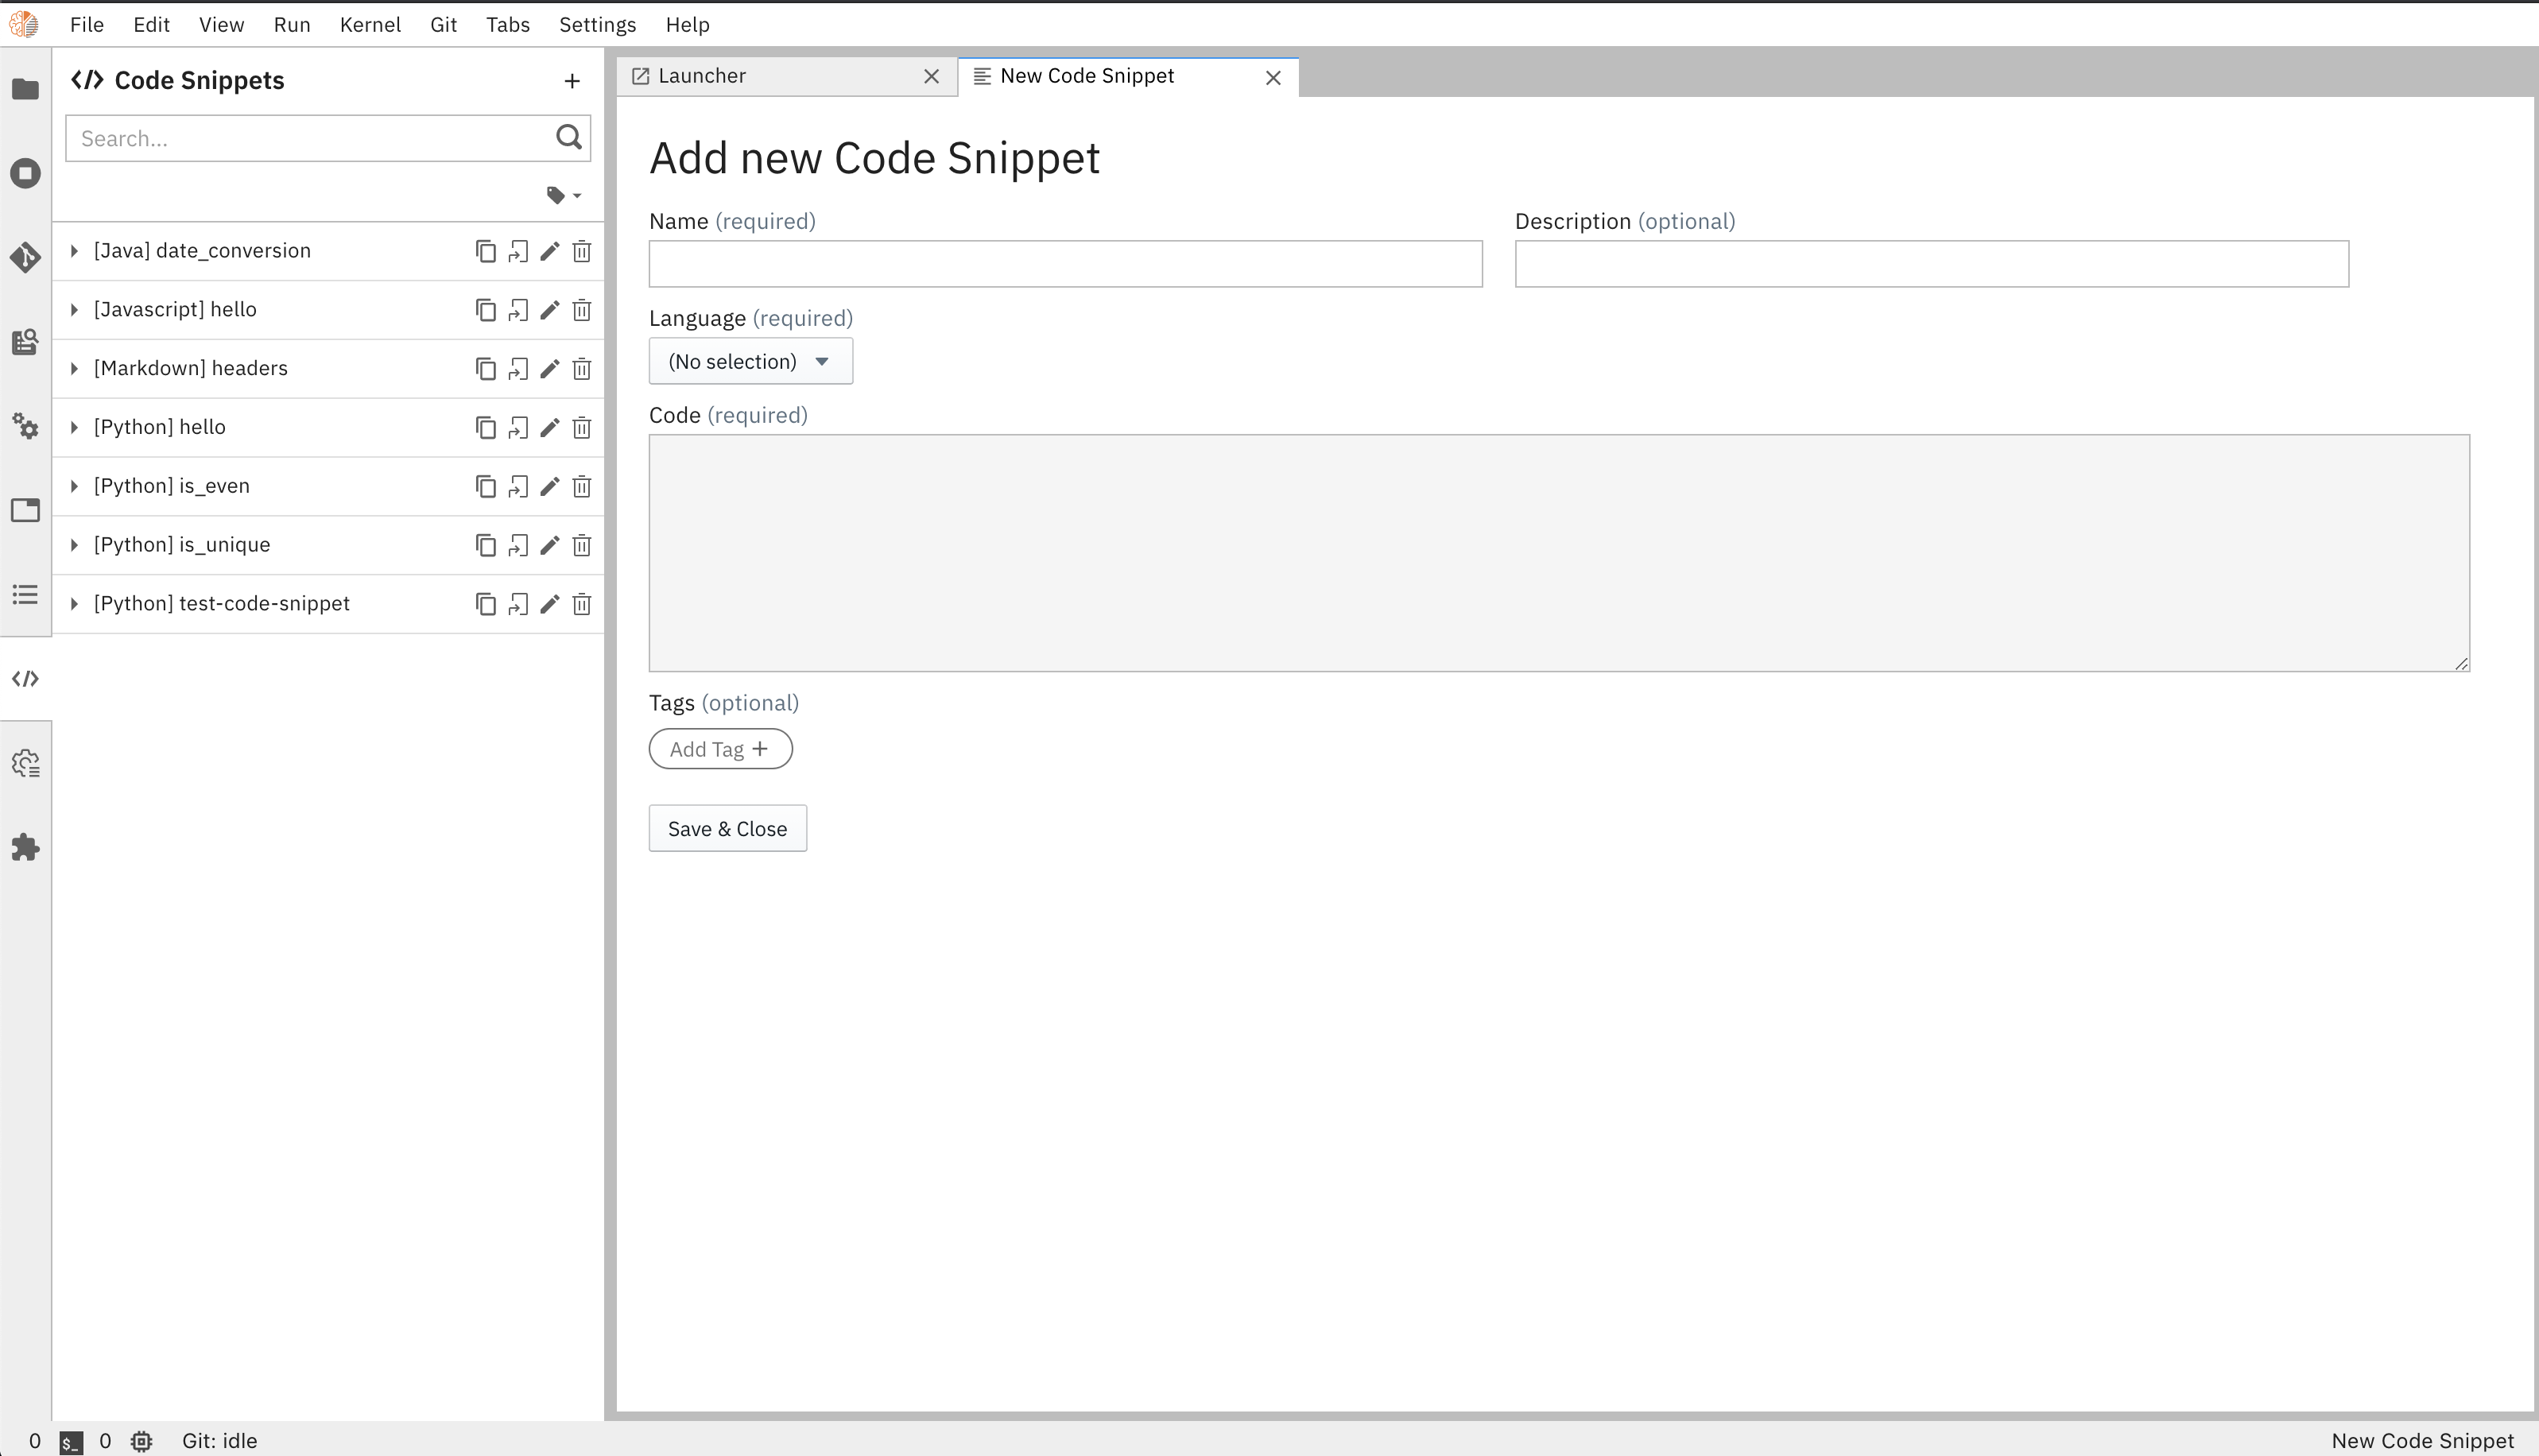 File Edit View Run Kernel Git Tabs Settings Help
</> Code Snippets +
Search...
[Java] date_conversion
[Javascript] hello
[Markdown] headers
[Python] hello
[Python] is_even
[Python] is_unique
[Python] test-code-snippet
Launcher
New Code Snippet
Add new Code Snippet
Name (required)
Description (optional)
Language (required)
(No selection)
Code (required)
Tags (optional)
Add Tag +
Save & Close
0 $_ 0 Git: idle
New Code Snippet